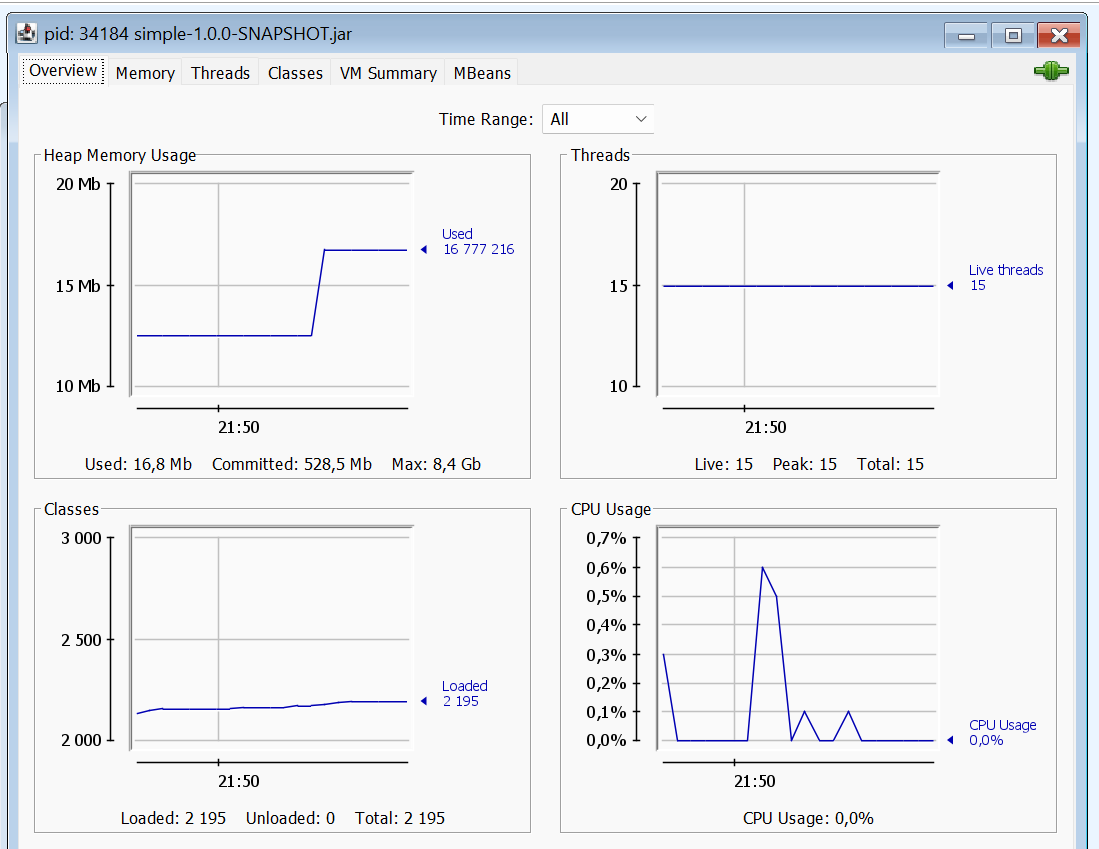 pid: 34184 simple-1.0.0-SNAPSHOT.jar
Overview Memory Threads Classes VM Summary MBeans
Time Range: All
Heap Memory Usage
20 Mb
15 Mb
10 Mb
Used
16 777 216
21:50
Used: 16,8 Mb Committed: 528,5 Mb Max: 8,4 Gb
Threads
20
15
10
Live threads
15
21:50
Live: 15 Peak: 15 Total: 15
Classes
3 000
2 500
2 000
Loaded
2 195
21:50
Loaded: 2 195 Unloaded: 0 Total: 2 195
CPU Usage
0,7%
0,6%
0,5%
0,4%
0,3%
0,2%
0,1%
0,0%
CPU Usage
0,0%
21:50
CPU Usage: 0,0%